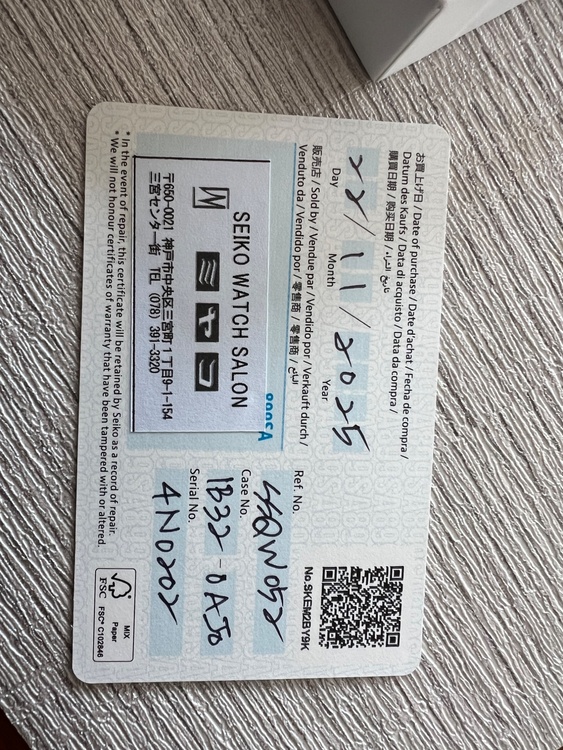 お買上げ日 / Date of purchase / Date d'achat / Fecha de compra /
Datum des Kaufs / Data di acquisto / Data da compra /
購買日期 / 购买日期 / تاريخ الشراء
22 / 11 / 2025
Day Month Year
販売店 / Sold by / Vendue par / Vendido por / Verkauft durch /
Venduto da / Vendido por / 零售商 / 零售商 / البائع
SEIKO WATCH SALON
三ヤコ
〒650-0021 神戸市中央区三宮町1丁目9-1-154
三宮センター街 TEL (078) 391-3320
No.SKEM2BY9K
Ref. No.
SSQW052
Case No.
1B32-0AJ0
Serial No.
4N0202
* In the event of repair, this certificate will be retained by Seiko as a record of repair.
* We will not honour certificates of warranty that have been tampered with or altered.
MIX
Paper
FSC
FSC® C102846